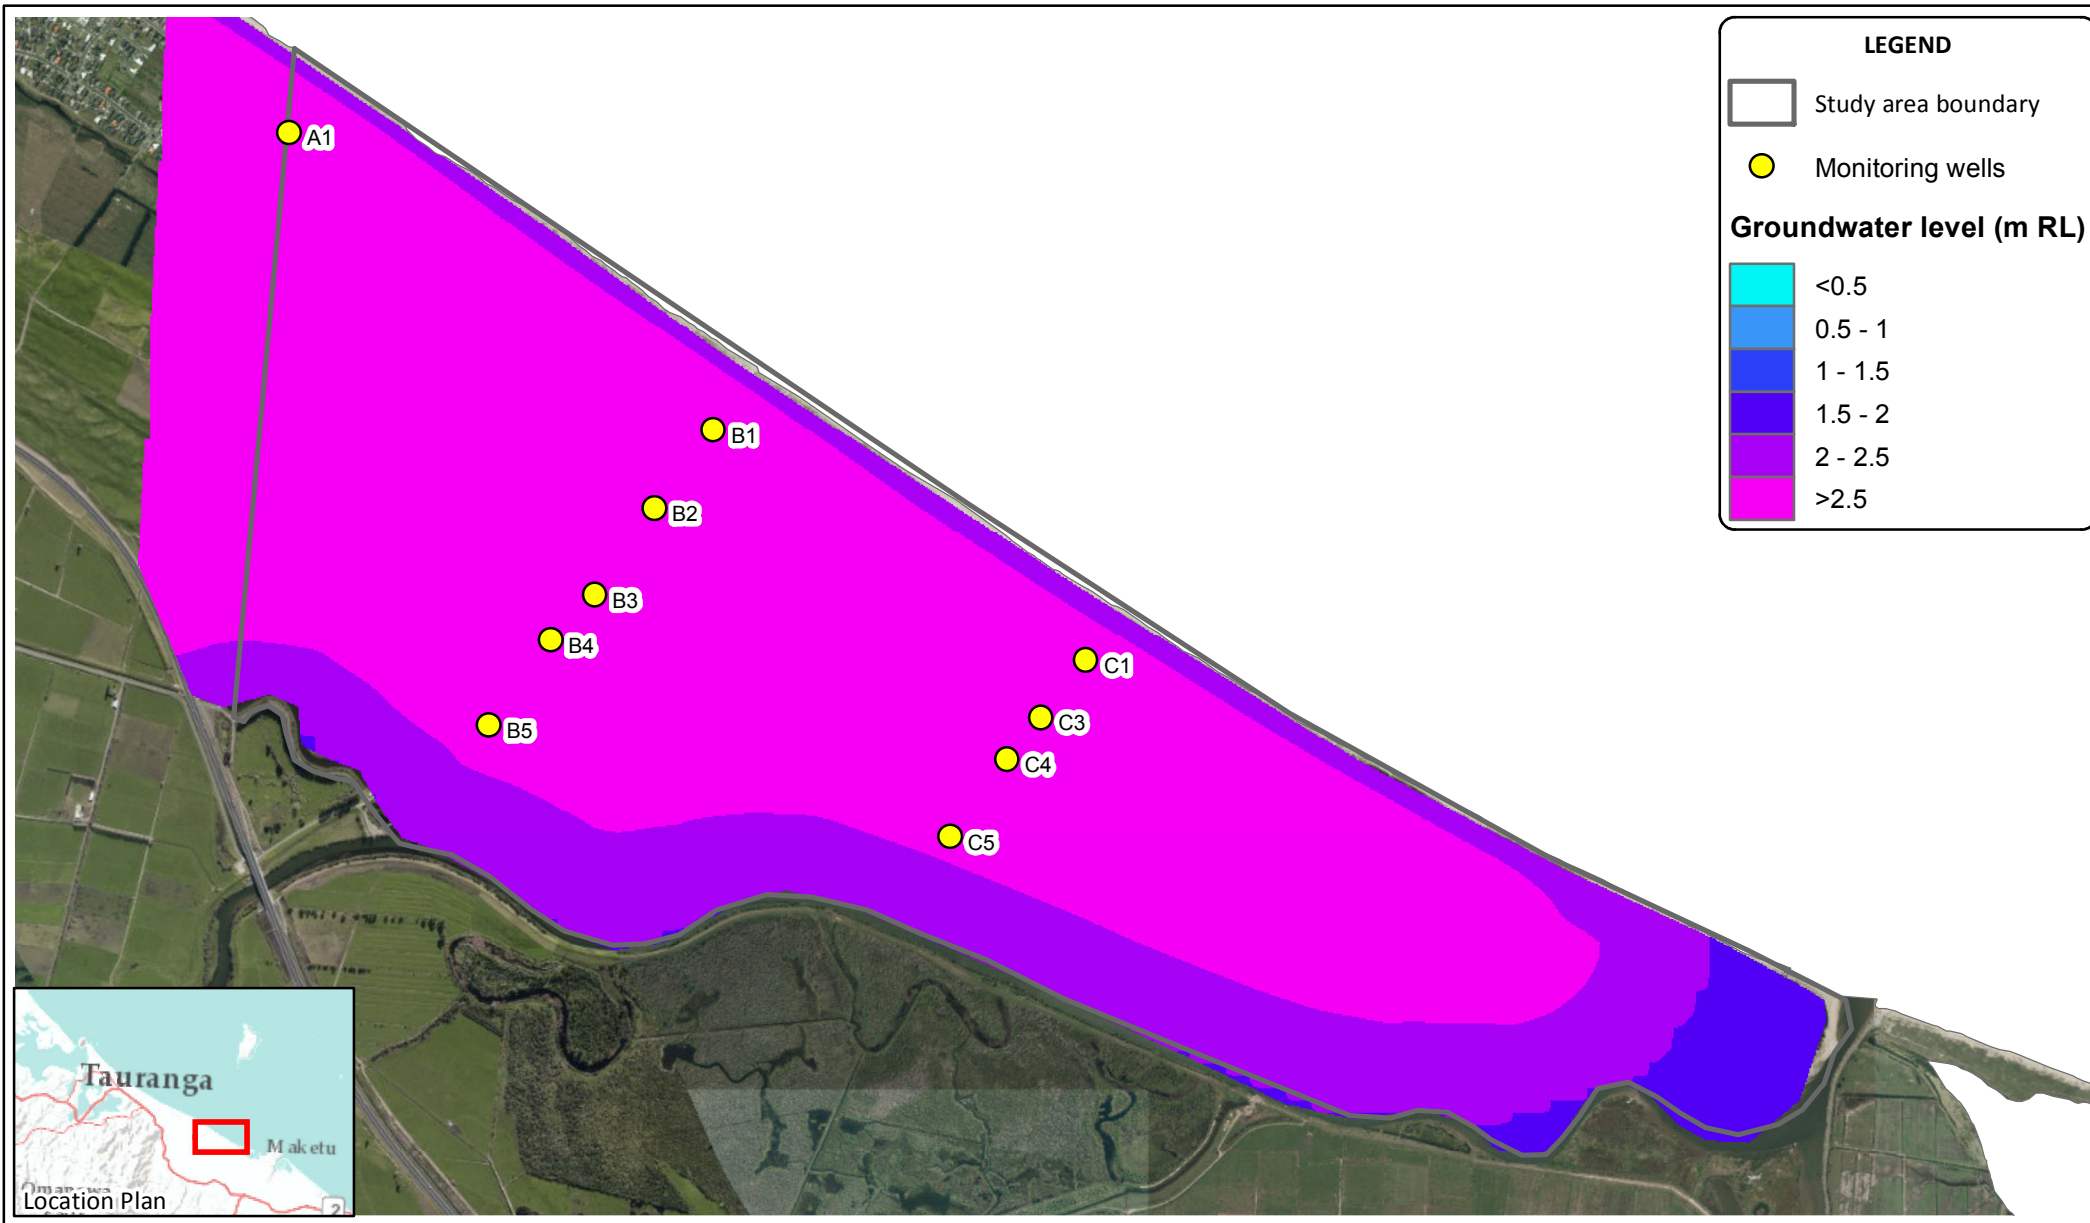 LEGEND
Study area boundary
Monitoring wells
Groundwater level (m RL)
<0.5
0.5 - 1
1 - 1.5
1.5 - 2
2 - 2.5
>2.5
A1
B1
B2
B3
B4
B5
C1
C3
C4
C5
Tauranga
Maketu
2
Location Plan